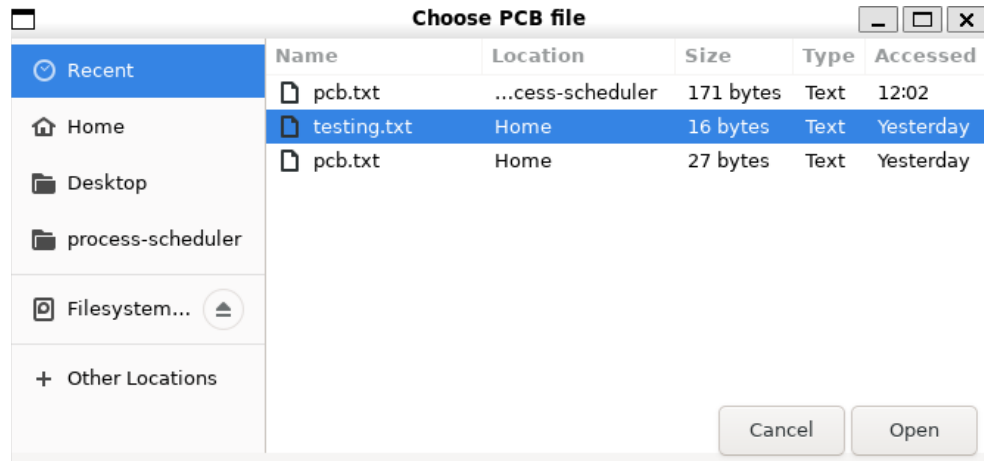 Choose PCB file
Recent
Home
Desktop
process-scheduler
Filesystem...
Other Locations
Name Location Size Type Accessed
pcb.txt ...cess-scheduler 171 bytes Text 12:02
testing.txt Home 16 bytes Text Yesterday
pcb.txt Home 27 bytes Text Yesterday
Cancel Open